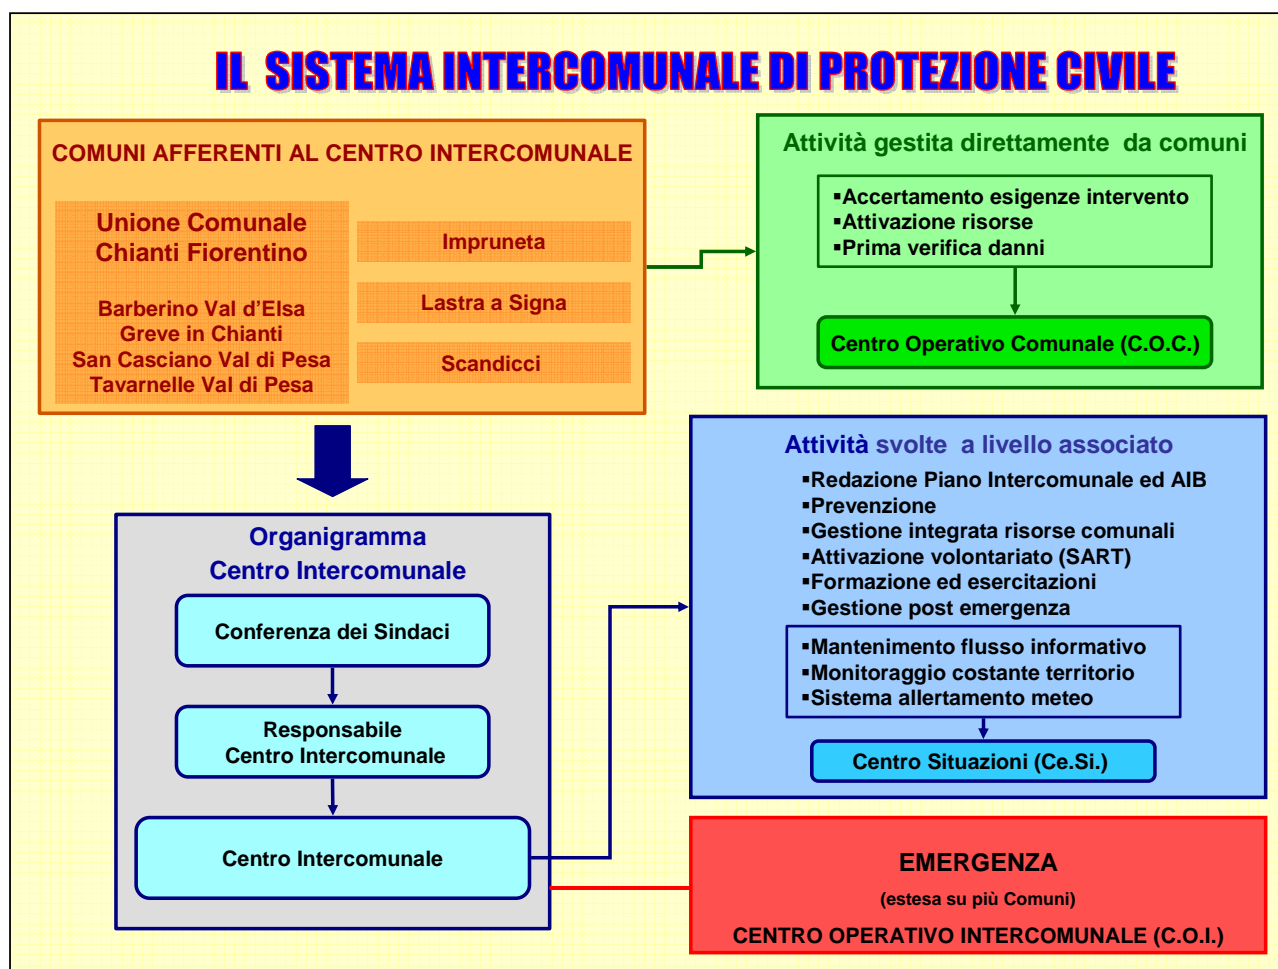 IL SISTEMA INTERCOMUNALE DI PROTEZIONE CIVILE
COMUNI AFFERENTI AL CENTRO INTERCOMUNALE
Unione Comunale
Chianti Fiorentino
Barberino Val d'Elsa
Greve in Chianti
San Casciano Val di Pesa
Tavarnelle Val di Pesa
Impruneta
Lastra a Signa
Scandicci
Attività gestita direttamente da comuni
▪Accertamento esigenze intervento
▪Attivazione risorse
▪Prima verifica danni
Centro Operativo Comunale (C.O.C.)
Organigramma
Centro Intercomunale
Conferenza dei Sindaci
Responsabile
Centro Intercomunale
Centro Intercomunale
Attività svolte a livello associato
▪Redazione Piano Intercomunale ed AIB
▪Prevenzione
▪Gestione integrata risorse comunali
▪Attivazione volontariato (SART)
▪Formazione ed esercitazioni
▪Gestione post emergenza
▪Mantenimento flusso informativo
▪Monitoraggio costante territorio
▪Sistema allertamento meteo
Centro Situazioni (Ce.Si.)
EMERGENZA
(estesa su più Comuni)
CENTRO OPERATIVO INTERCOMUNALE (C.O.I.)